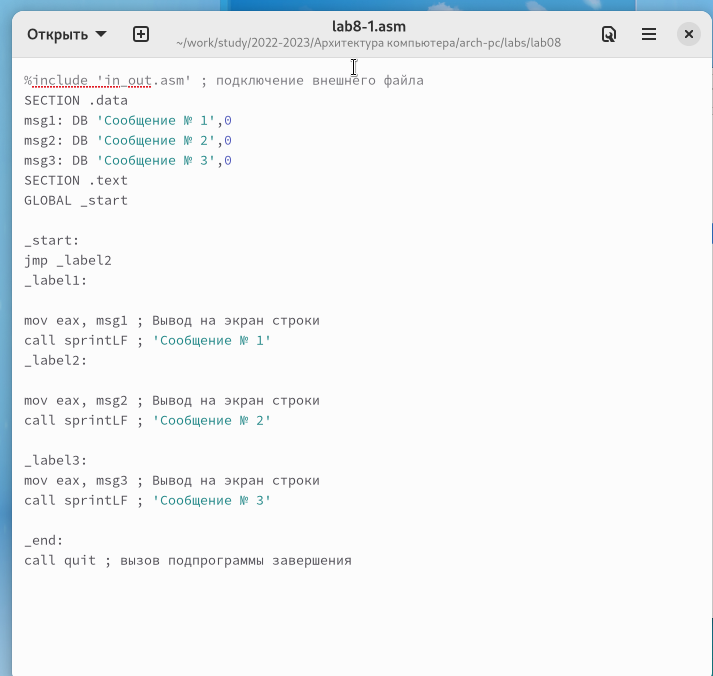 Открыть
lab8-1.asm
~/work/study/2022-2023/Архитектура компьютера/arch-pc/labs/lab08
%include 'in_out.asm' ; подключение внешнего файла
SECTION .data
msg1: DB 'Сообщение № 1',0
msg2: DB 'Сообщение № 2',0
msg3: DB 'Сообщение № 3',0
SECTION .text
GLOBAL _start
_start:
jmp _label2
_label1:
mov eax, msg1 ; Вывод на экран строки
call sprintLF ; 'Сообщение № 1'
_label2:
mov eax, msg2 ; Вывод на экран строки
call sprintLF ; 'Сообщение № 2'
_label3:
mov eax, msg3 ; Вывод на экран строки
call sprintLF ; 'Сообщение № 3'
_end:
call quit ; вызов подпрограммы завершения